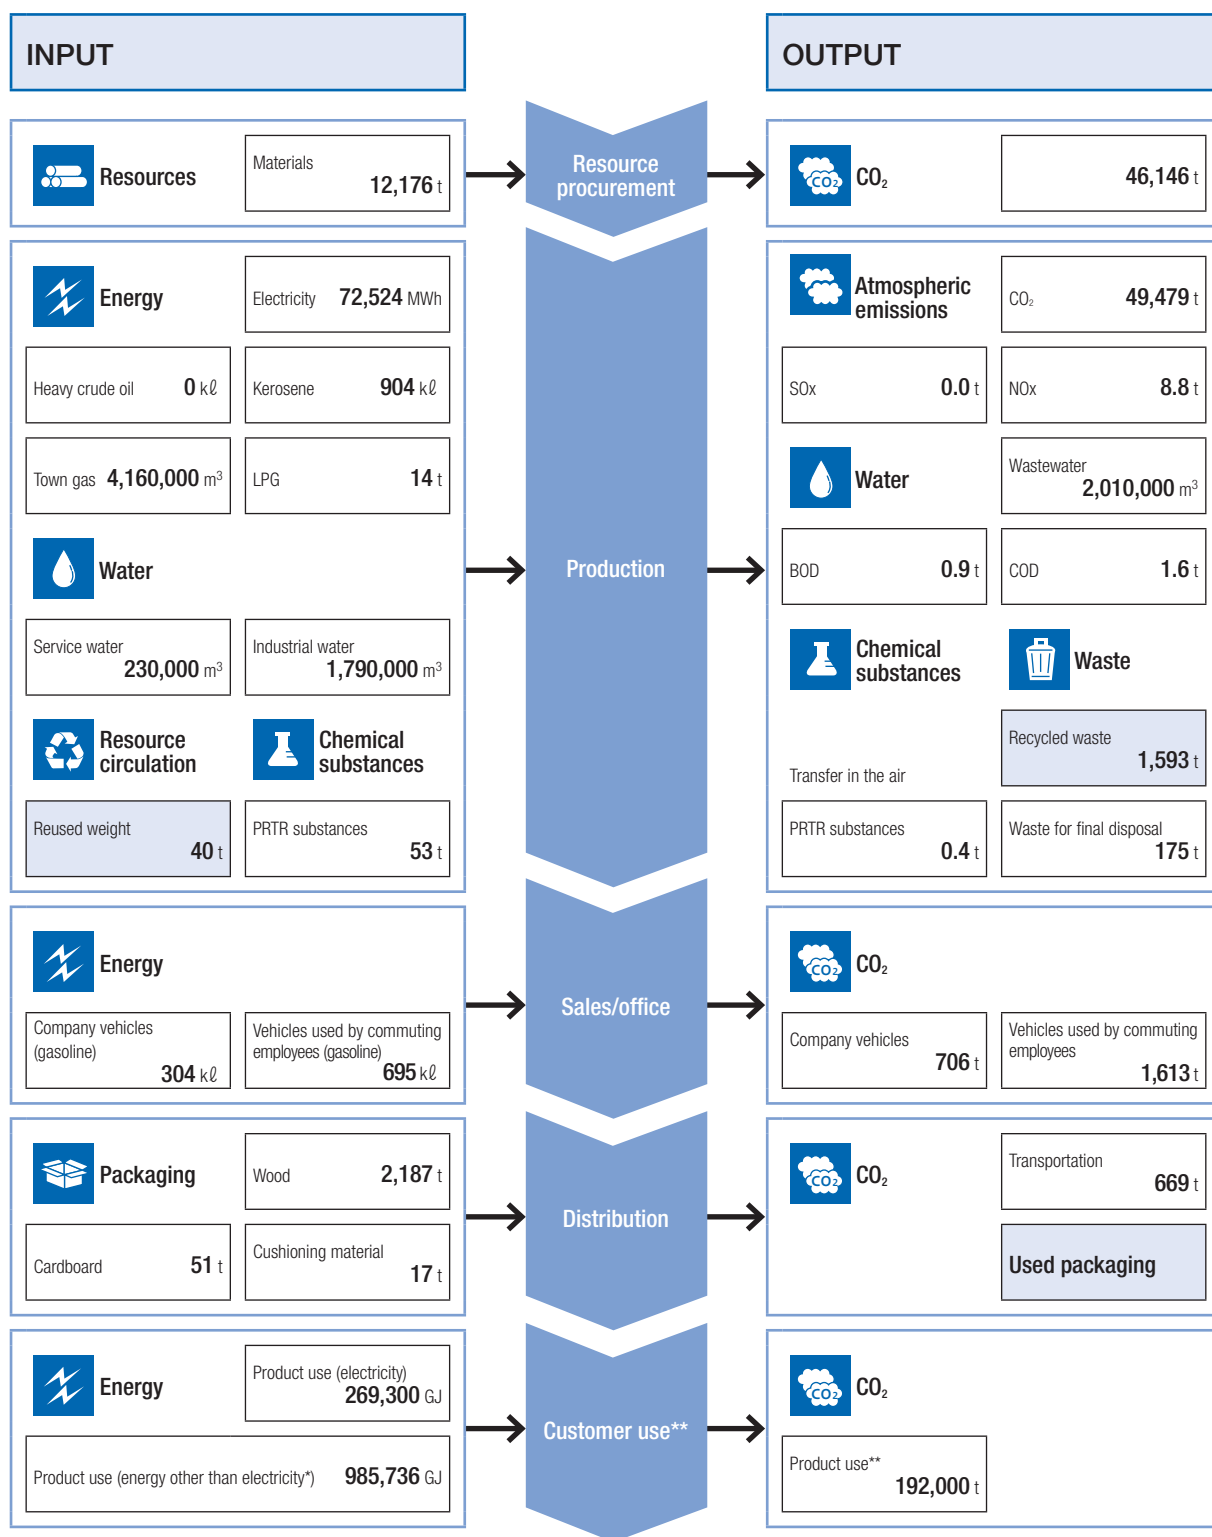 INPUT
OUTPUT
Resources
Materials
12,176 t
Resource
procurement
CO2
CO₂
46,146 t
Energy
Electricity 72,524 MWh
Heavy crude oil 0 kℓ
Kerosene 904 kℓ
Town gas 4,160,000 m³
LPG 14 t
Water
Service water
230,000 m³
Industrial water
1,790,000 m³
Resource
circulation
Chemical
substances
Reused weight
40 t
PRTR substances
53 t
Production
Atmospheric
emissions
CO₂ 49,479 t
SOx 0.0 t
NOx 8.8 t
Water
Wastewater
2,010,000 m³
BOD 0.9 t
COD 1.6 t
Chemical
substances
Waste
Transfer in the air
Recycled waste
1,593 t
PRTR substances
0.4 t
Waste for final disposal
175 t
Energy
Company vehicles
(gasoline)
304 kℓ
Vehicles used by commuting
employees (gasoline)
695 kℓ
Sales/office
CO2
CO₂
Company vehicles
706 t
Vehicles used by commuting
employees
1,613 t
Packaging
Wood 2,187 t
Cardboard 51 t
Cushioning material
17 t
Distribution
CO2
CO₂
Transportation
669 t
Used packaging
Energy
Product use (electricity)
269,300 GJ
Product use (energy other than electricity*) 985,736 GJ
Customer use**
CO2
CO₂
Product use**
192,000 t